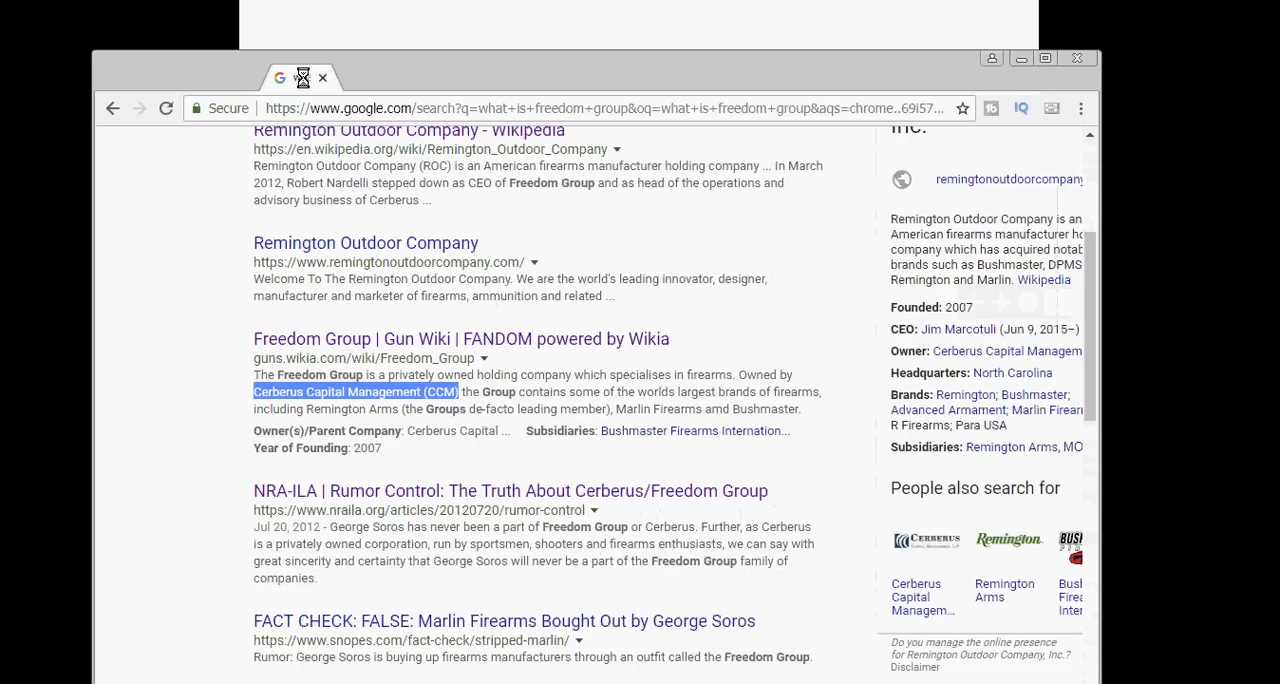 Secure
https://www.google.com/search?q=what+is+freedom+group&oq=what+is+freedom+group&aqs=chrome..69i57...
Remington Outdoor Company - Wikipedia
https://en.wikipedia.org/wiki/Remington_Outdoor_Company
Remington Outdoor Company (ROC) is an American firearms manufacturer holding company ... In March
2012, Robert Nardelli stepped down as CEO of Freedom Group and as head of the operations and
advisory business of Cerberus ...
Remington Outdoor Company
https://www.remingtonoutdoorcompany.com/
Welcome To The Remington Outdoor Company. We are the world's leading innovator, designer,
manufacturer and marketer of firearms, ammunition and related ...
Freedom Group | Gun Wiki | FANDOM powered by Wikia
guns.wikia.com/wiki/Freedom_Group
The Freedom Group is a privately owned holding company which specialises in firearms. Owned by
Cerberus Capital Management (CCM) the Group contains some of the worlds largest brands of firearms,
including Remington Arms (the Groups de-facto leading member), Marlin Firearms amd Bushmaster.
Owner(s)/Parent Company: Cerberus Capital ... Subsidiaries: Bushmaster Firearms Internation...
Year of Founding: 2007
NRA-ILA | Rumor Control: The Truth About Cerberus/Freedom Group
https://www.nraila.org/articles/20120720/rumor-control
Jul 20, 2012 - George Soros has never been a part of Freedom Group or Cerberus. Further, as Cerberus
is a privately owned corporation, run by sportsmen, shooters and firearms enthusiasts, we can say with
great sincerity and certainty that George Soros will never be a part of the Freedom Group family of
companies.
FACT CHECK: FALSE: Marlin Firearms Bought Out by George Soros
https://www.snopes.com/fact-check/stripped-marlin/
Rumor: George Soros is buying up firearms manufacturers through an outfit called the Freedom Group.
Inc.
remingtonoutdoorcompany
Remington Outdoor Company is an
American firearms manufacturer ho
company which has acquired notab
brands such as Bushmaster, DPMS
Remington and Marlin. Wikipedia
Founded: 2007
CEO: Jim Marcotuli (Jun 9, 2015–)
Owner: Cerberus Capital Managem
Headquarters: North Carolina
Brands: Remington; Bushmaster;
Advanced Armament; Marlin Firearm
R Firearms; Para USA
Subsidiaries: Remington Arms, MO
People also search for
CERBERUS
Remington
BUSH
Cerberus
Capital
Managem...
Remington
Arms
Bush
Firea
Inter
Do you manage the online presence
for Remington Outdoor Company, Inc.?
Disclaimer